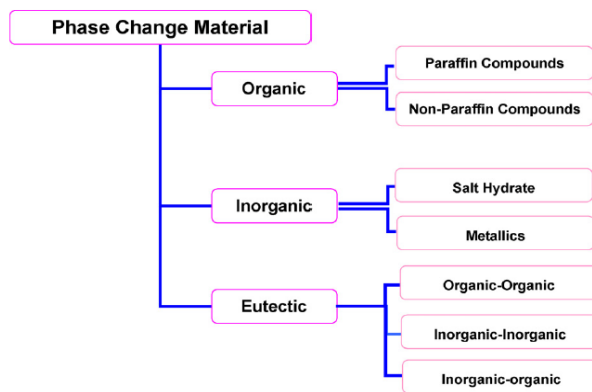 Phase Change Material
Organic
Paraffin Compounds
Non-Paraffin Compounds
Inorganic
Salt Hydrate
Metallics
Eutectic
Organic-Organic
Inorganic-Inorganic
Inorganic-organic